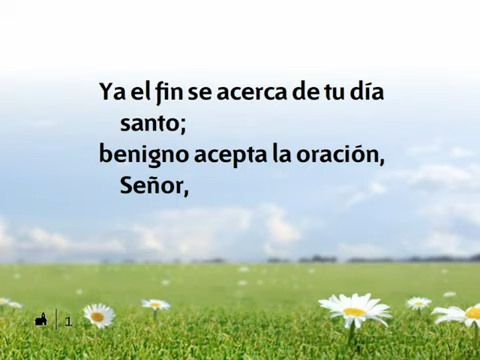 Ya el fin se acerca de tu día
santo;
benigno acepta la oración,
Señor,
1